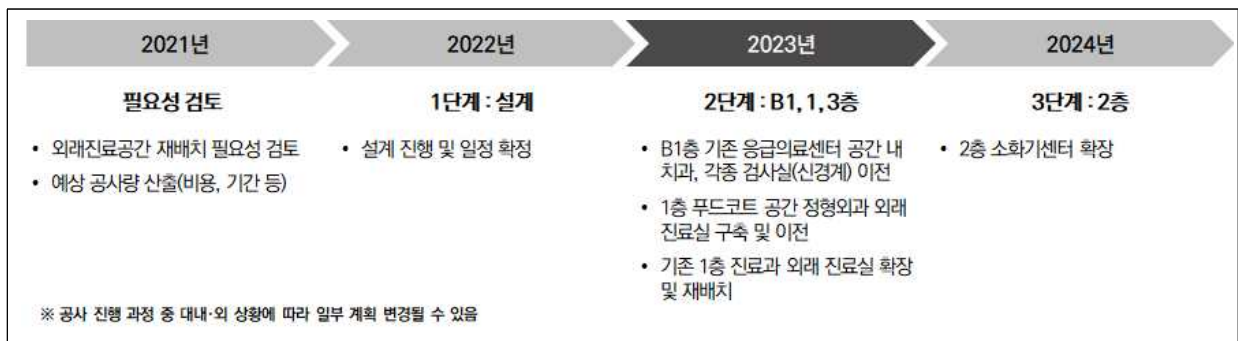 2021년
2022년
2023년
2024년
필요성 검토
• 외래진료공간 재배치 필요성 검토
• 예상 공사량 산출(비용, 기간 등)
1단계 : 설계
• 설계 진행 및 일정 확정
2단계 : B1, 1, 3층
• B1층 기존 응급의료센터 공간 내
치과, 각종 검사실(신경계) 이전
• 1층 푸드코트 공간 정형외과 외래
진료실 구축 및 이전
• 기존 1층 진료과 외래 진료실 확장
및 재배치
3단계 : 2층
• 2층 소화기센터 확장
※ 공사 진행 과정 중 대내·외 상황에 따라 일부 계획 변경될 수 있음